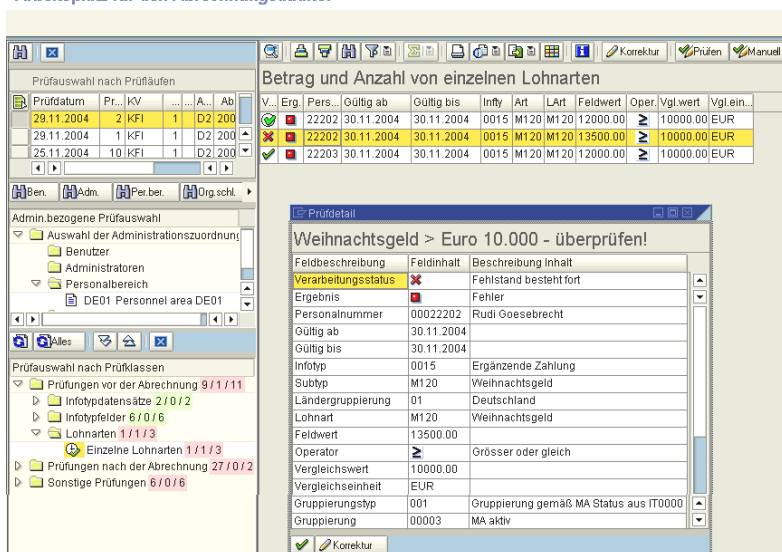 Korrektur Prüfen Manuell
Prüfauswahl nach Prüfläufen
Prüfdatum Pr... KV ... ... A... Ab
29.11.2004 2 KFI 1 D2 200
29.11.2004 1 KFI 1 D2 200
25.11.2004 10 KFI 1 D2 200
Ben. Adm. Per.ber. Org.schl.
Admin.bezogene Prüfauswahl
Auswahl der Administrationszuordnung
Benutzer
Administratoren
Personalbereich
DE01 Personnel area DE01
Alles
Prüfauswahl nach Prüfklassen
Prüfungen vor der Abrechnung 9/1/11
Infotypdatensätze 2/0/2
Infotypfelder 6/0/6
Lohnarten 1/1/3
Einzelne Lohnarten 1/1/3
Prüfungen nach der Abrechnung 27/0/2
Sonstige Prüfungen 6/0/6
Betrag und Anzahl von einzelnen Lohnarten
V... Erg. Pers... Gültig ab Gültig bis Infty Art LArt Feldwert Oper. Vgl.wert Vgl.ein...
22202 30.11.2004 30.11.2004 0015 M120 M120 12000.00 ≥ 10000.00 EUR
22202 30.11.2004 30.11.2004 0015 M120 M120 13500.00 ≥ 10000.00 EUR
22203 30.11.2004 30.11.2004 0015 M120 M120 12000.00 ≥ 10000.00 EUR
Prüfdetail
Weihnachtsgeld > Euro 10.000 - überprüfen!
Feldbeschreibung Feldinhalt Beschreibung Inhalt
Verarbeitungsstatus Fehlstand besteht fort
Ergebnis Fehler
Personalnummer 00022202 Rudi Goesebrecht
Gültig ab 30.11.2004
Gültig bis 30.11.2004
Infotyp 0015 Ergänzende Zahlung
Subtyp M120 Weihnachtsgeld
Ländergruppierung 01 Deutschland
Lohnart M120 Weihnachtsgeld
Feldwert 13500.00
Operator ≥ Grösser oder gleich
Vergleichswert 10000.00
Vergleichseinheit EUR
Gruppierungstyp 001 Gruppierung gemäß MA Status aus IT0000
Gruppierung 00003 MA aktiv
Korrektur